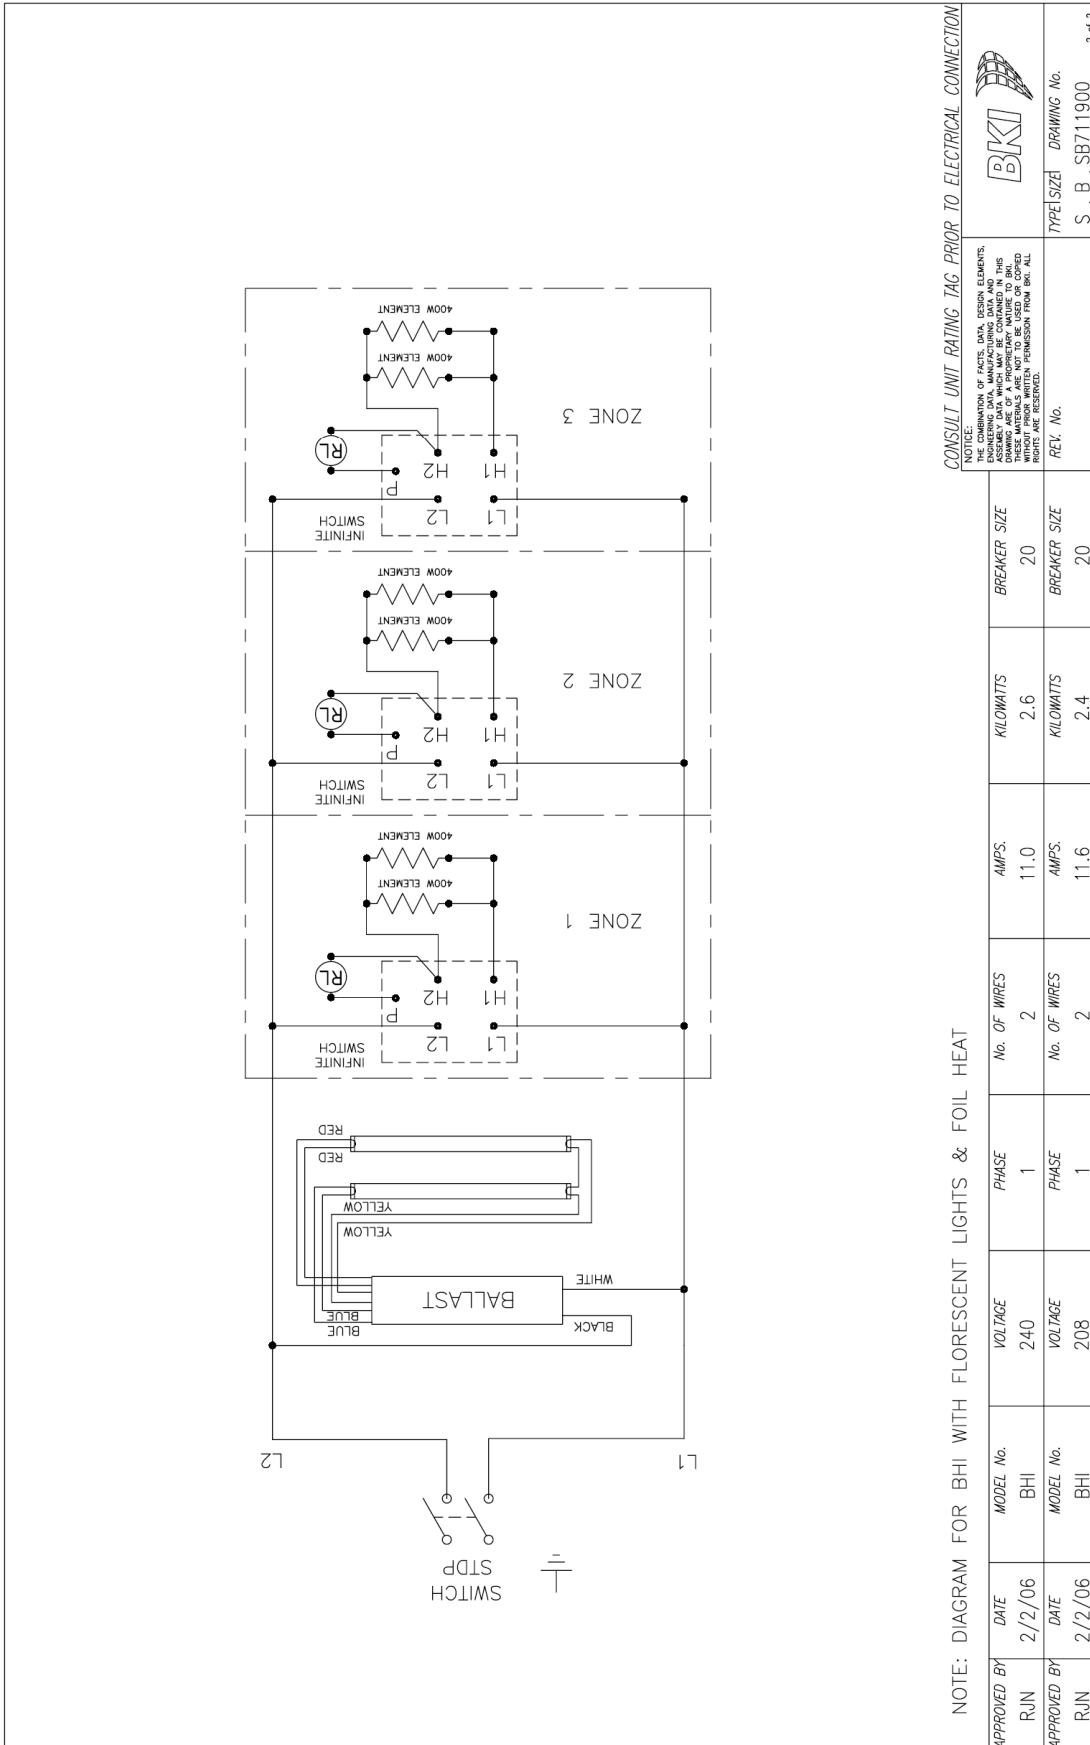 SWITCH
STDP
L1
L2
BLACK
WHITE
BALLAST
BLUE
BLUE
YELLOW
YELLOW
RED
RED
ZONE 1
INFINITE
SWITCH
L1
L2
H1
H2
P
RL
400W ELEMENT
400W ELEMENT
ZONE 2
INFINITE
SWITCH
L1
L2
H1
H2
P
RL
400W ELEMENT
400W ELEMENT
ZONE 3
INFINITE
SWITCH
L1
L2
H1
H2
P
RL
400W ELEMENT
400W ELEMENT
NOTE: DIAGRAM FOR BHI WITH FLORESCENT LIGHTS & FOIL HEAT
CONSULT UNIT RATING TAG PRIOR TO ELECTRICAL CONNECTION
APPROVED BY DATE MODEL No. VOLTAGE PHASE No. OF WIRES AMPS. KILOWATTS BREAKER SIZE
RJN 2/2/06 BHI 240 1 2 11.0 2.6 20
APPROVED BY DATE MODEL No. VOLTAGE PHASE No. OF WIRES AMPS. KILOWATTS BREAKER SIZE
RJN 2/2/06 BHI 208 1 2 11.6 2.4 20
NOTICE:
THE COMBINATION OF FACTS, DATA, DESIGN ELEMENTS,
ENGINEERING DATA, MANUFACTURING DATA AND
ASSEMBLY DATA WHICH MAY BE CONTAINED IN THIS
DRAWING ARE OF A PROPRIETARY NATURE TO BKI.
THESE MATERIALS ARE NOT TO BE USED OR COPIED
WITHOUT PRIOR WRITTEN PERMISSION FROM BKI. ALL
RIGHTS ARE RESERVED.
BKI
REV. No.
TYPE SIZE DRAWING No.
S B SB711900